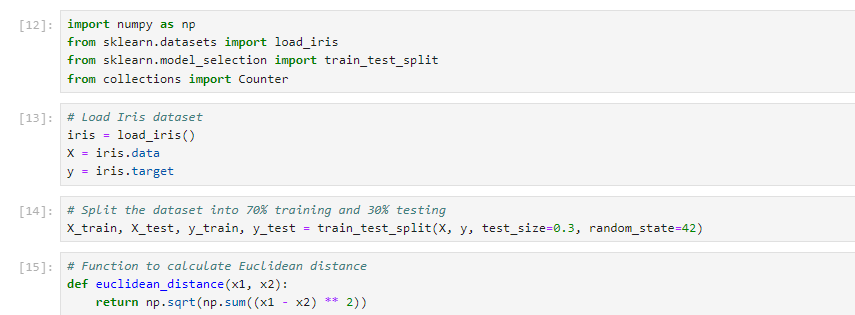 [12]: import numpy as np
from sklearn.datasets import load_iris
from sklearn.model_selection import train_test_split
from collections import Counter
[13]: # Load Iris dataset
iris = load_iris()
X = iris.data
y = iris.target
[14]: # Split the dataset into 70% training and 30% testing
X_train, X_test, y_train, y_test = train_test_split(X, y, test_size=0.3, random_state=42)
[15]: # Function to calculate Euclidean distance
def euclidean_distance(x1, x2):
    return np.sqrt(np.sum((x1 - x2) ** 2))